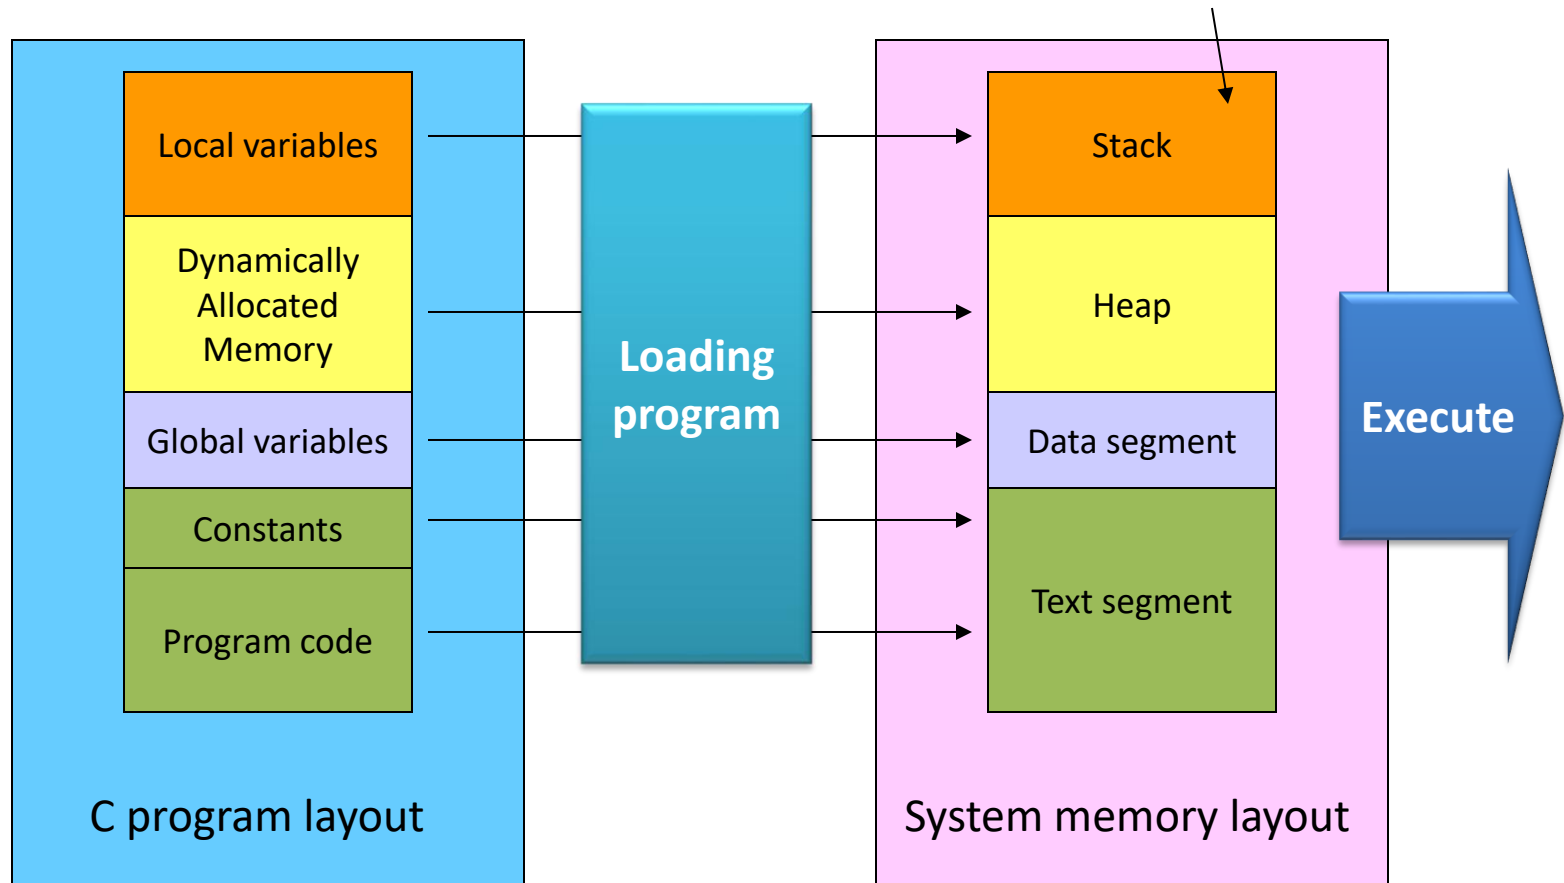 Local variables
Dynamically
Allocated
Memory
Global variables
Constants
Program code
C program layout
Loading
program
Stack
Heap
Data segment
Text segment
System memory layout
Execute